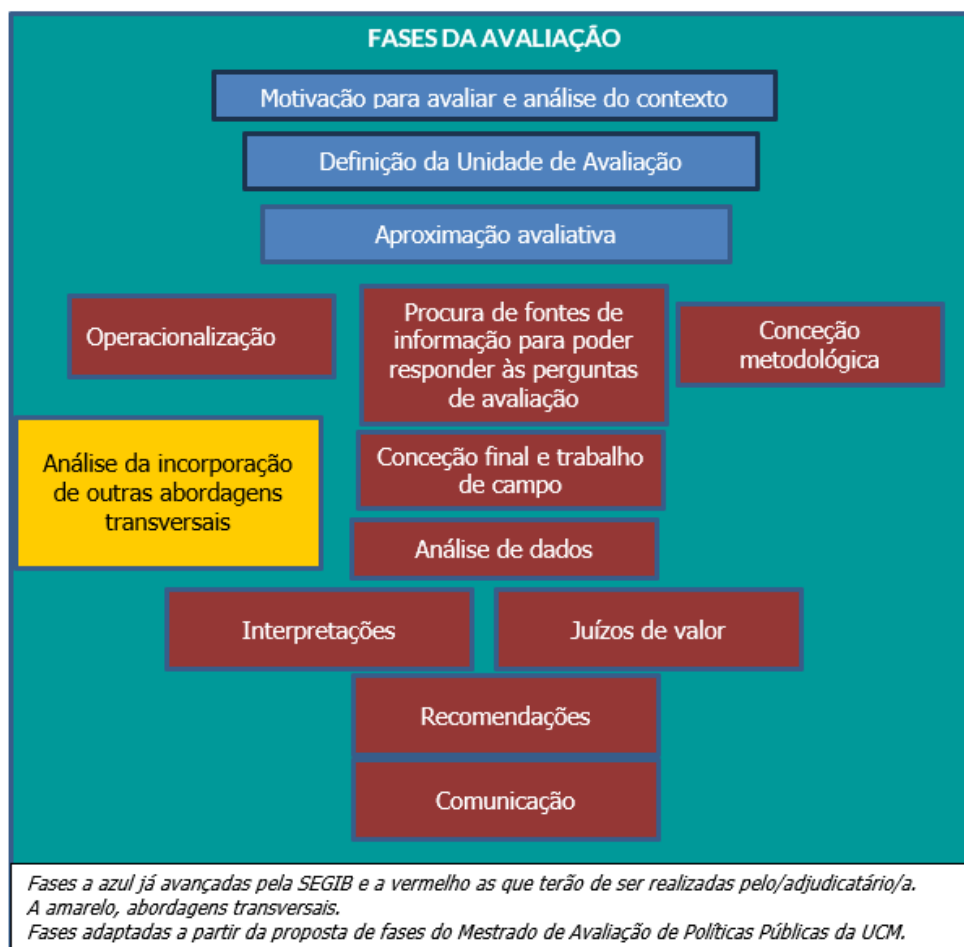 FASES DA AVALIAÇÃO
Motivação para avaliar e análise do contexto
Definição da Unidade de Avaliação
Aproximação avaliativa
Operacionalização
Procura de fontes de
informação para poder
responder às perguntas
de avaliação
Conceção
metodológica
Análise da incorporação
de outras abordagens
transversais
Conceção final e trabalho
de campo
Análise de dados
Interpretações
Juízos de valor
Recomendações
Comunicação
Fases a azul já avançadas pela SEGIB e a vermelho as que terão de ser realizadas pelo/adjudicatário/a.
A amarelo, abordagens transversais.
Fases adaptadas a partir da proposta de fases do Mestrado de Avaliação de Políticas Públicas da UCM.